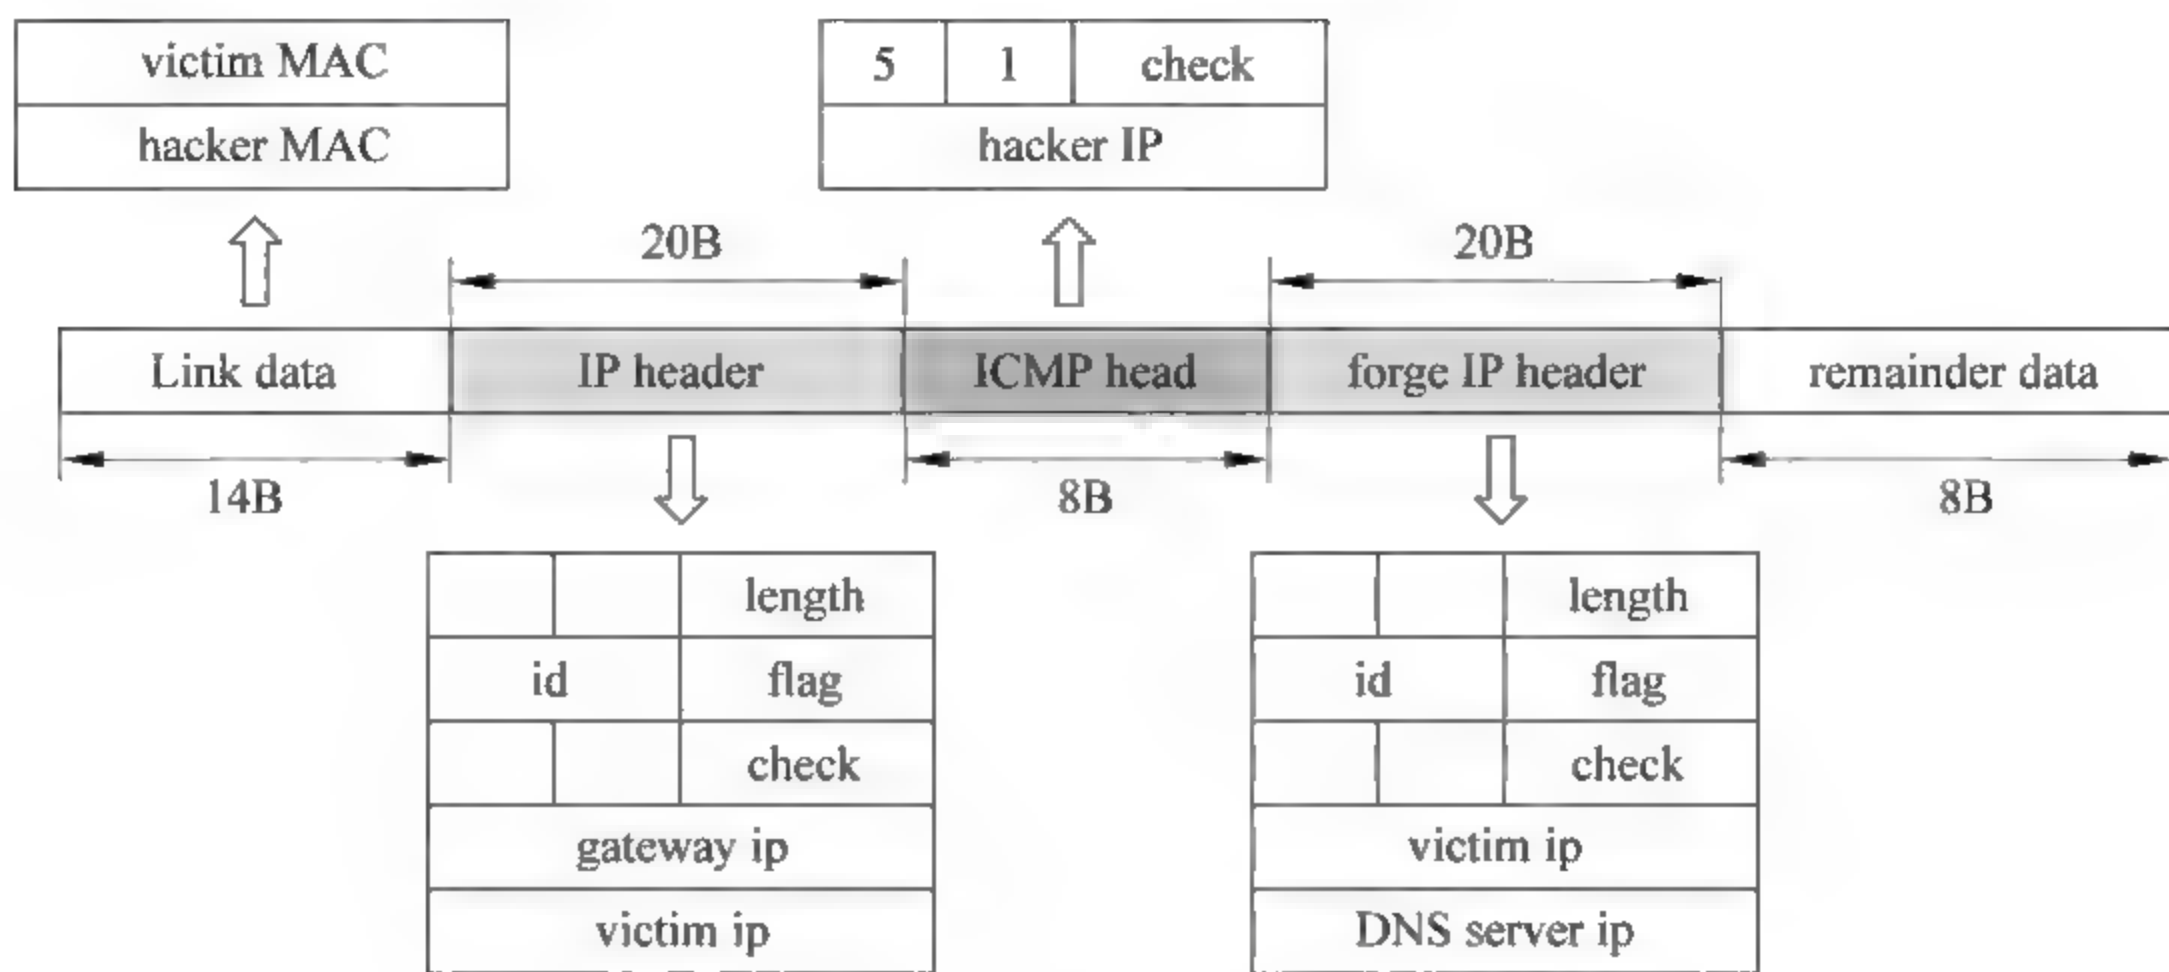 victim MAC
hacker MAC
5 1 check
hacker IP
20B 20B
Link data IP header ICMP head forge IP header remainder data
14B 8B 8B
length length
id flag id flag
check check
gateway ip victim ip
victim ip DNS server ip